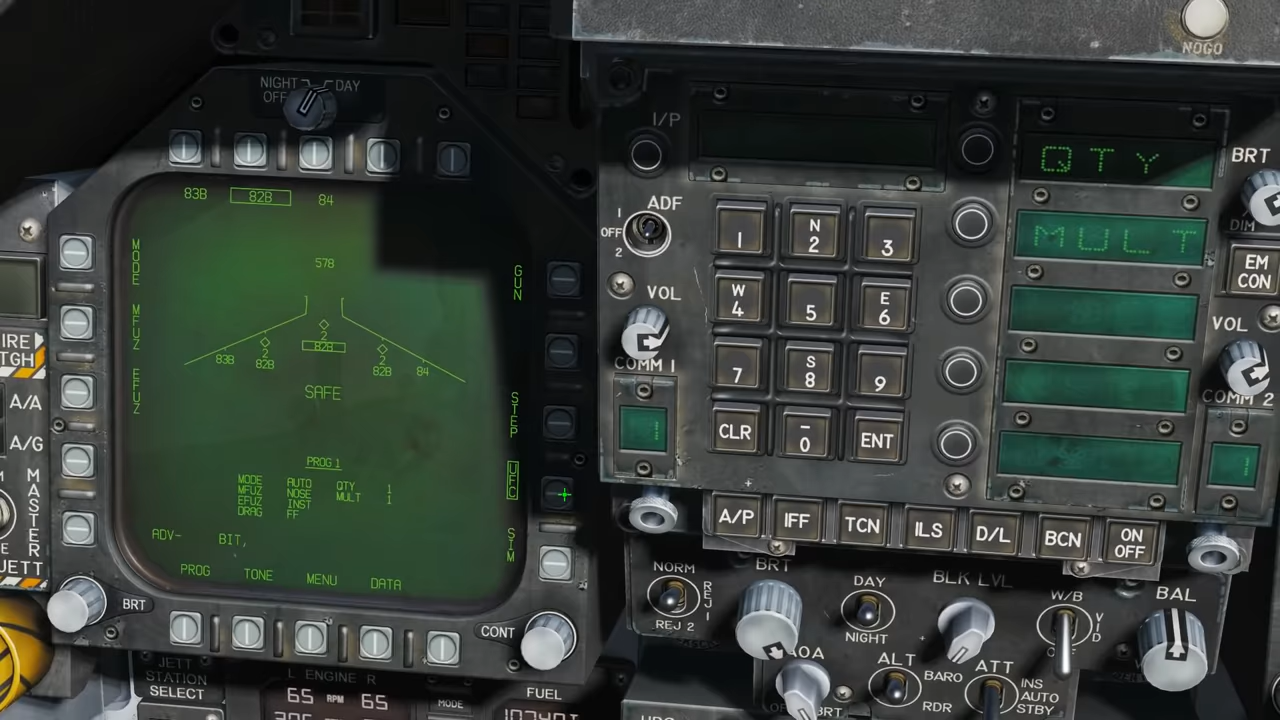 NOGO
NIGHT DAY
OFF
I/P
QTY
BRT
83B 82B 84
ADF
1
OFF
2
1 N 2 3
MULT
DIM
MODE
578
GUN
EM CON
VOL
W 4 5 E 6
VOL
MFUZ
2
82B
2 2
83B 82B 82B 84
COMM 1
7 S 8 9
COMM 2
EFUZ
SAFE
A/A
STEP
CLR — 0 ENT
A/G
PROG 1
UFC
MODE AUTO QTY 1
MFUZ NOSE MULT 1
EFUZ INST
DRAG FF
MASTER
A/P IFF TCN ILS D/L BCN ON OFF
ADV- BIT,
SIM
PROG TONE MENU DATA
NORM
REJ 1
REJ 2
BRT
DAY
NIGHT
BLK LVL
W/B
BAL
BRT
CONT
AOA
ALT
BARO
RDR
ATT
INS
AUTO
STBY
BRT
JETT
STATION
SELECT
L ENGINE R
65 RPM 65
MODE
FUEL